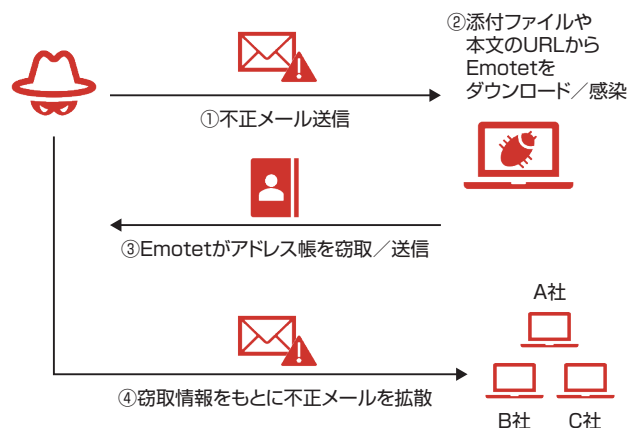 ①不正メール送信
②添付ファイルや
本文のURLから
Emotetを
ダウンロード／感染
③Emotetがアドレス帳を窃取／送信
④窃取情報をもとに不正メールを拡散
A社
B社
C社